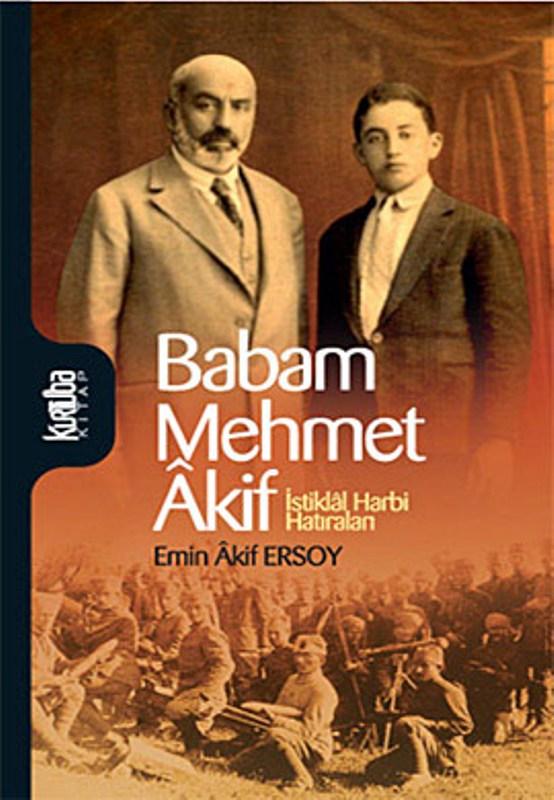 Babam
Mehmet
Âkif
İstiklâl Harbi
Hatıraları
Emin Âkif ERSOY
Kurtuba
KİTAP